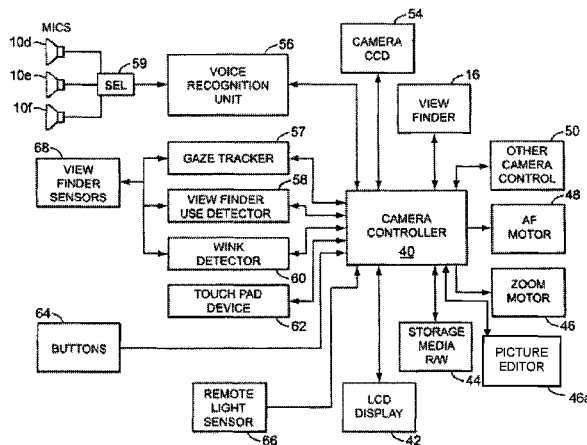 MICS
10d
10e
10f
59
SEL
56
VOICE
RECOGNITION
UNIT
54
CAMERA
CCD
16
VIEW
FINDER
50
OTHER
CAMERA
CONTROL
48
AF
MOTOR
ZOOM
MOTOR
46
PICTURE
EDITOR
46a
68
VIEW
FINDER
SENSORS
57
GAZE TRACKER
58
VIEW FINDER
USE DETECTOR
WINK
DETECTOR
60
TOUCH PAD
DEVICE
62
CAMERA
CONTROLLER
40
64
BUTTONS
REMOTE
LIGHT
SENSOR
66
LCD
DISPLAY
42
STORAGE
MEDIA
R/W
44